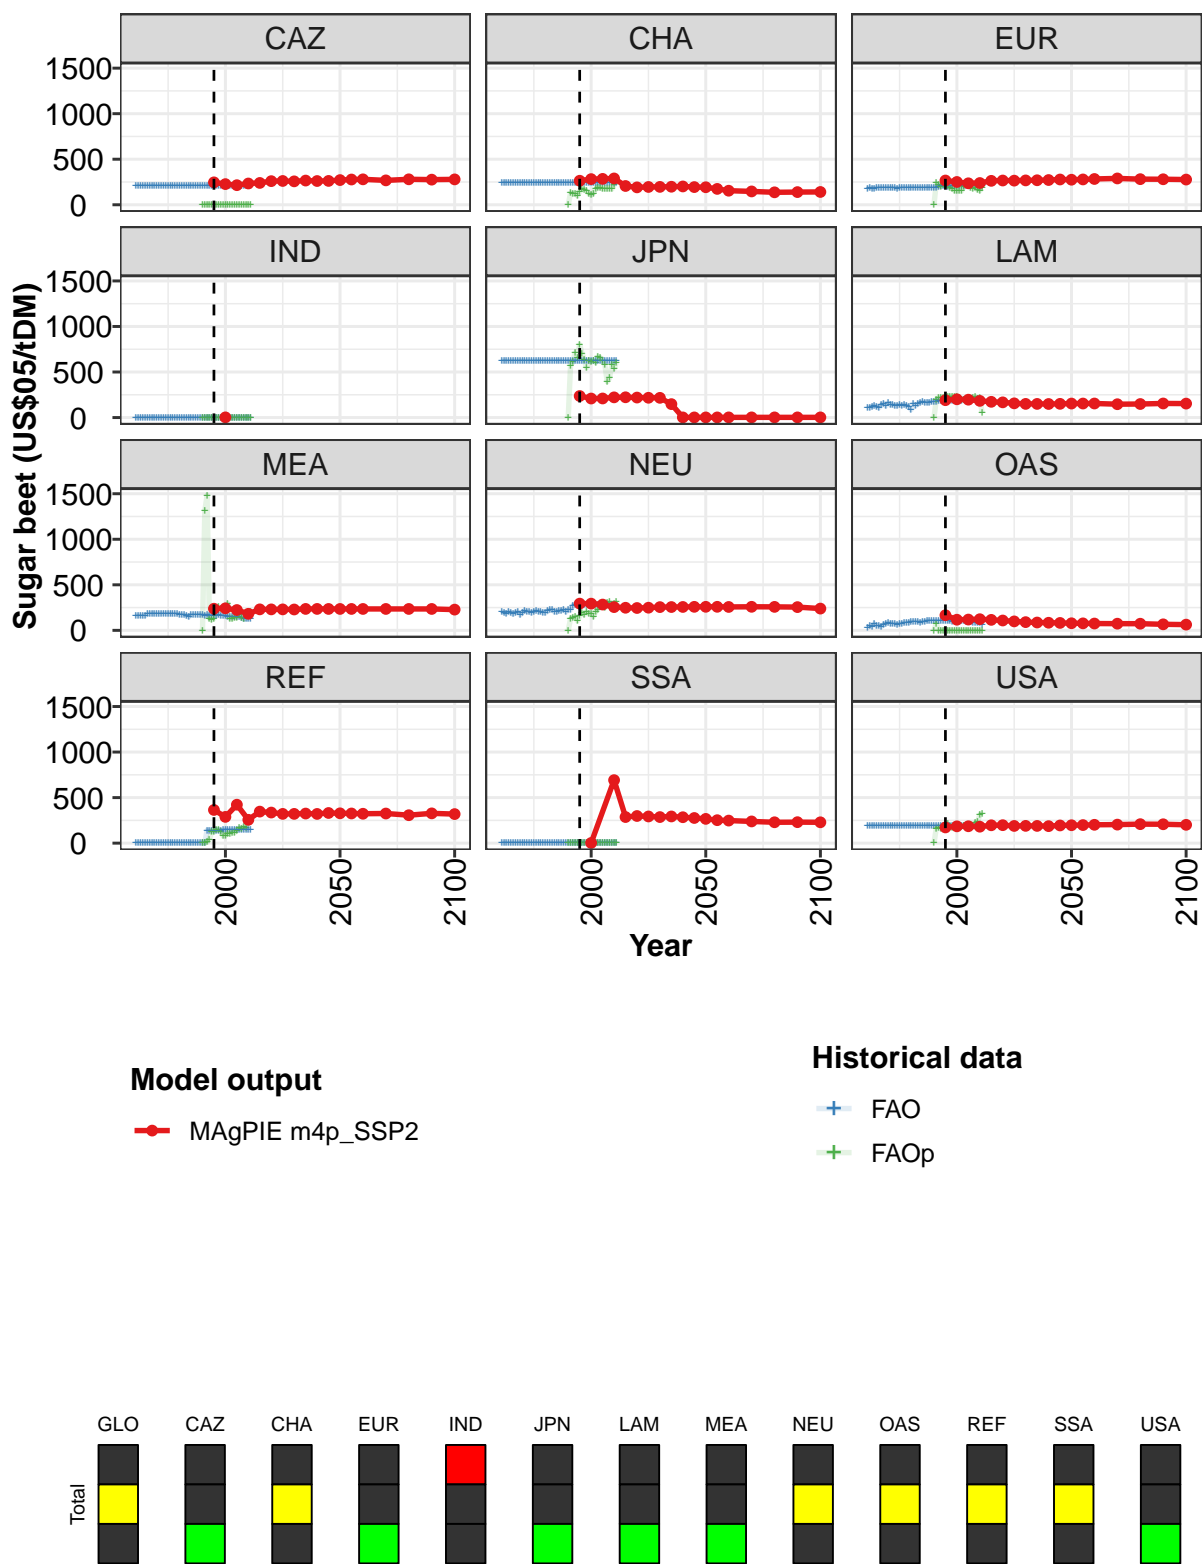 CAZ CHA EUR
1500
1000
500
0
IND JPN LAM
1500
1000
500
0
MEA NEU OAS
1500
1000
500
0
REF SSA USA
1500
1000
500
0
2000 2050 2100 2000 2050 2100 2000 2050 2100
Sugar beet (US$05/tDM)
Year
Model output
MAgPIE m4p_SSP2
Historical data
FAO
FAOp
GLO CAZ CHA EUR IND JPN LAM MEA NEU OAS REF SSA USA
Total